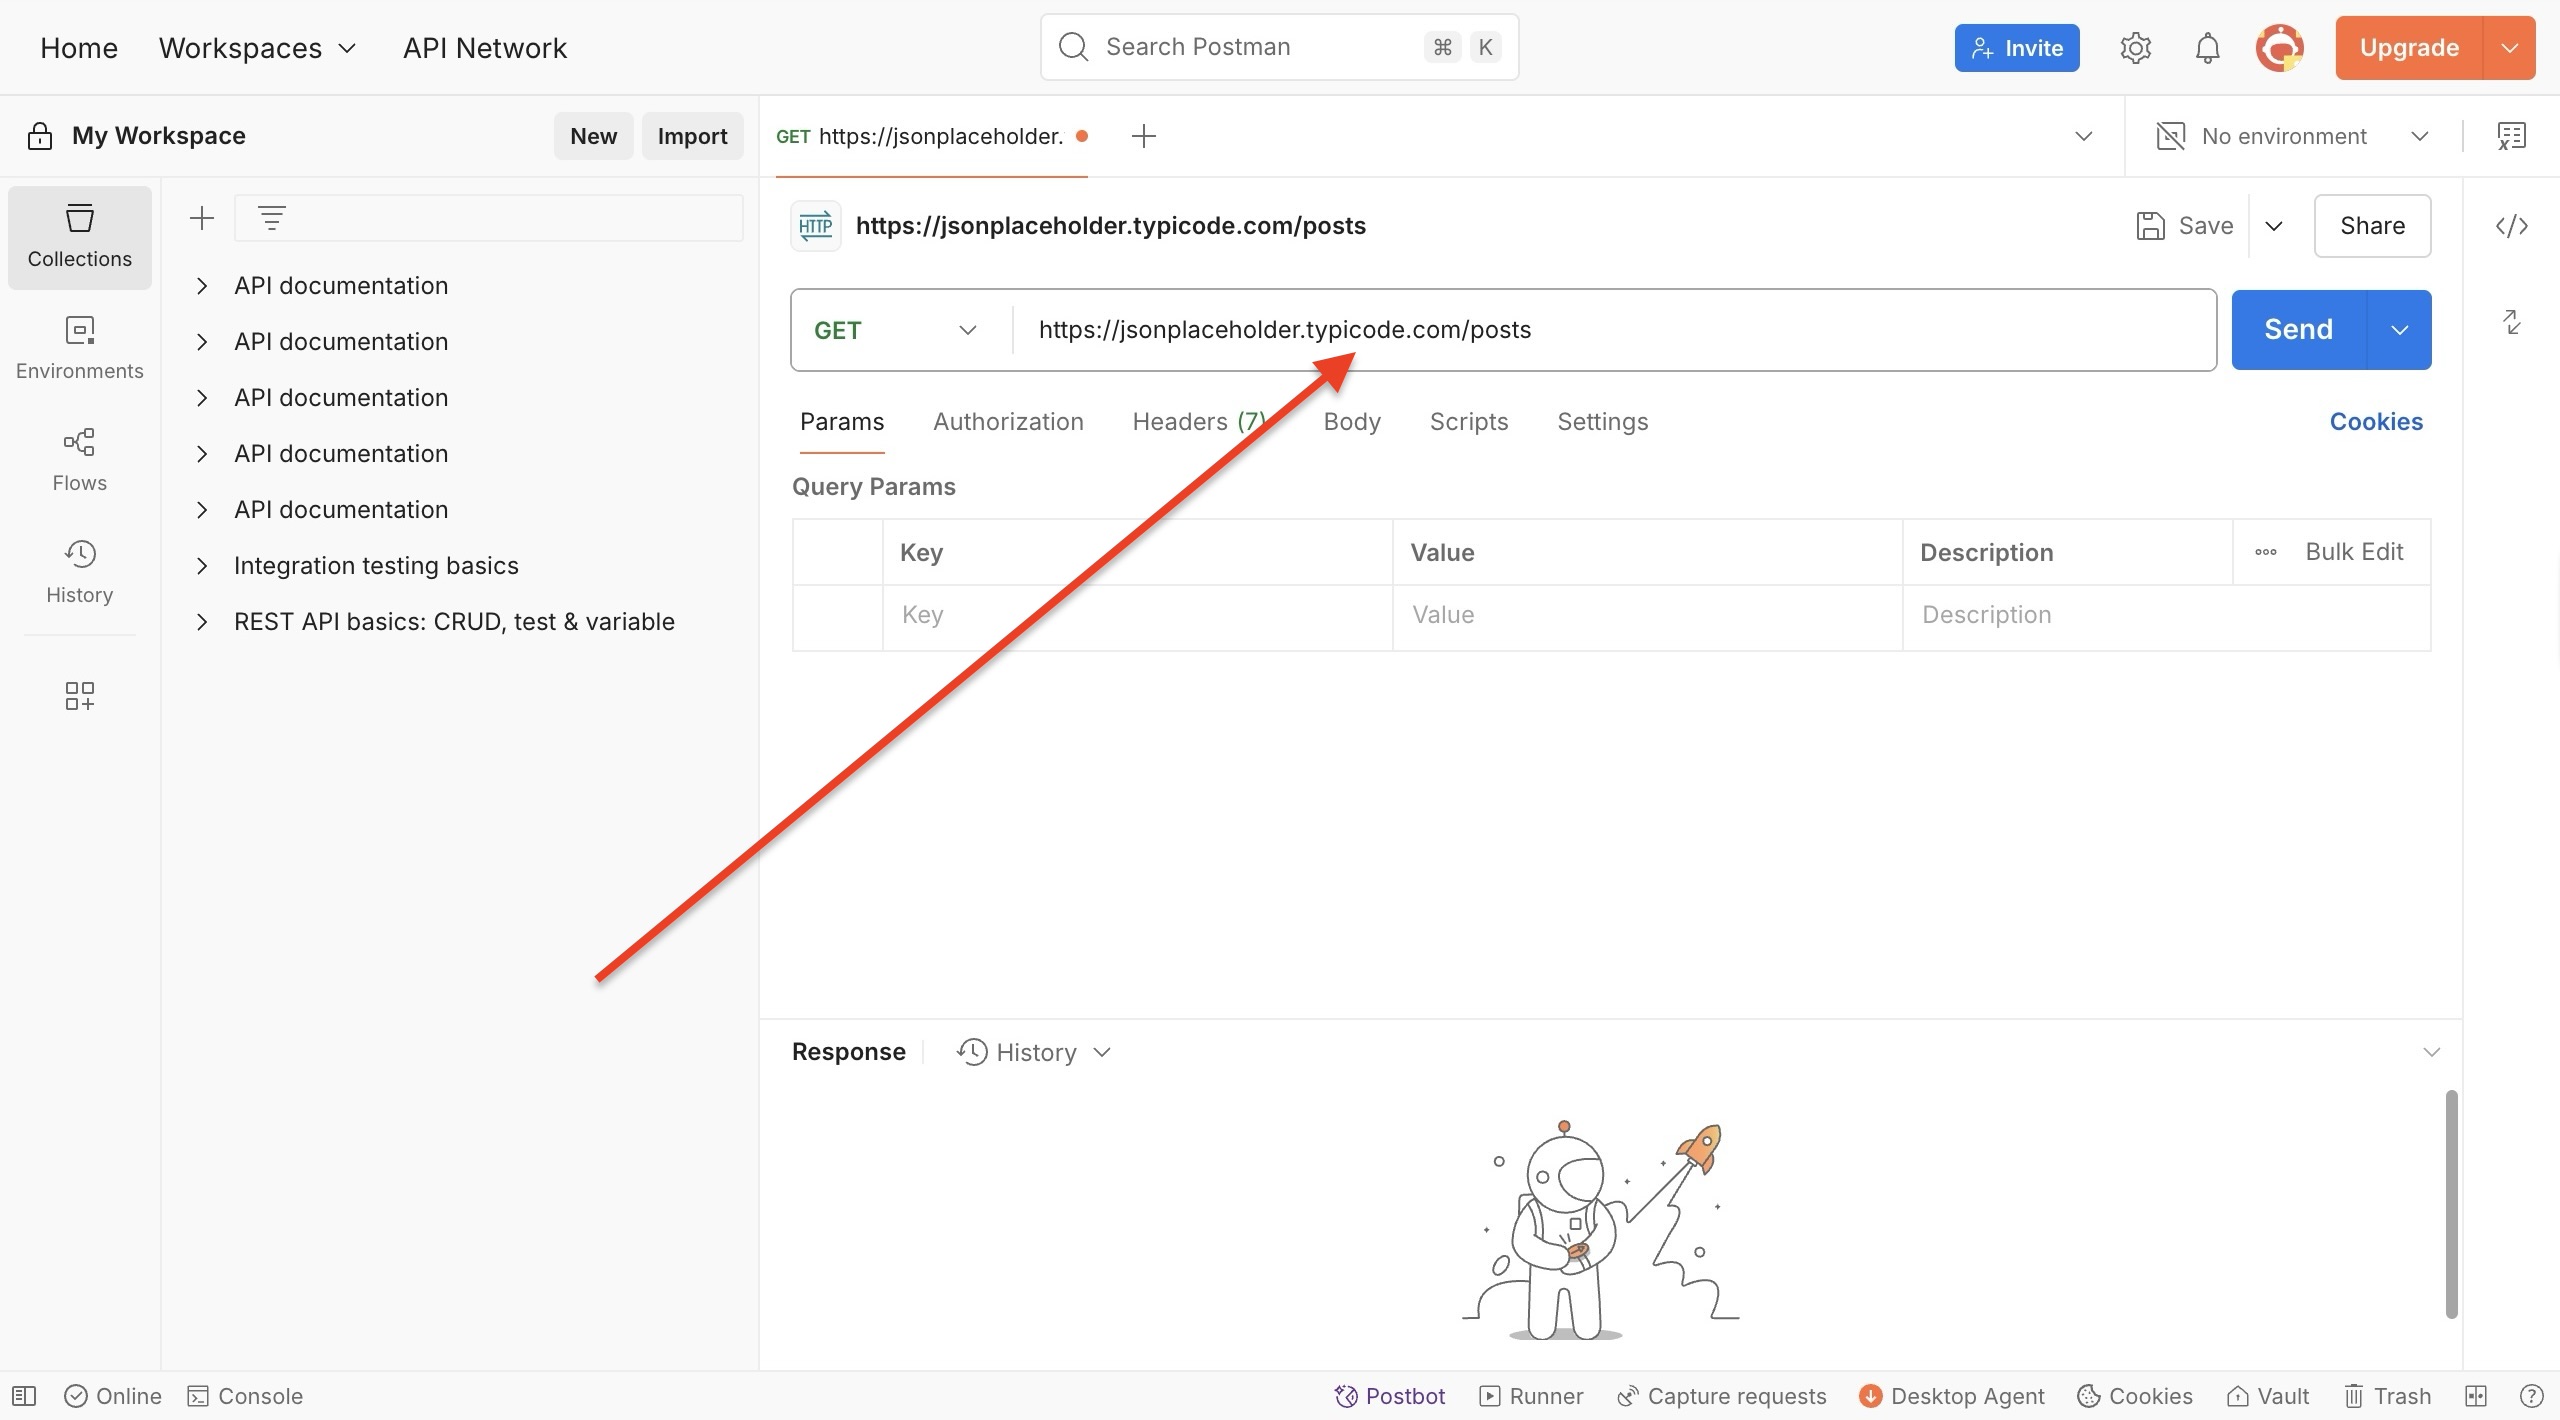 Home Workspaces API Network
Search Postman ⌘ K
Invite
Upgrade
My Workspace
New Import
GET https://jsonplaceholder.
No environment
Collections
Environments
Flows
History
API documentation
API documentation
API documentation
API documentation
API documentation
Integration testing basics
REST API basics: CRUD, test & variable
HTTP https://jsonplaceholder.typicode.com/posts
Save Share
GET https://jsonplaceholder.typicode.com/posts
Send
Params Authorization Headers (7) Body Scripts Settings
Cookies
Query Params
Key Value Description Bulk Edit
Key Value Description
Response History
Online Console
Postbot Runner Capture requests Desktop Agent Cookies Vault Trash